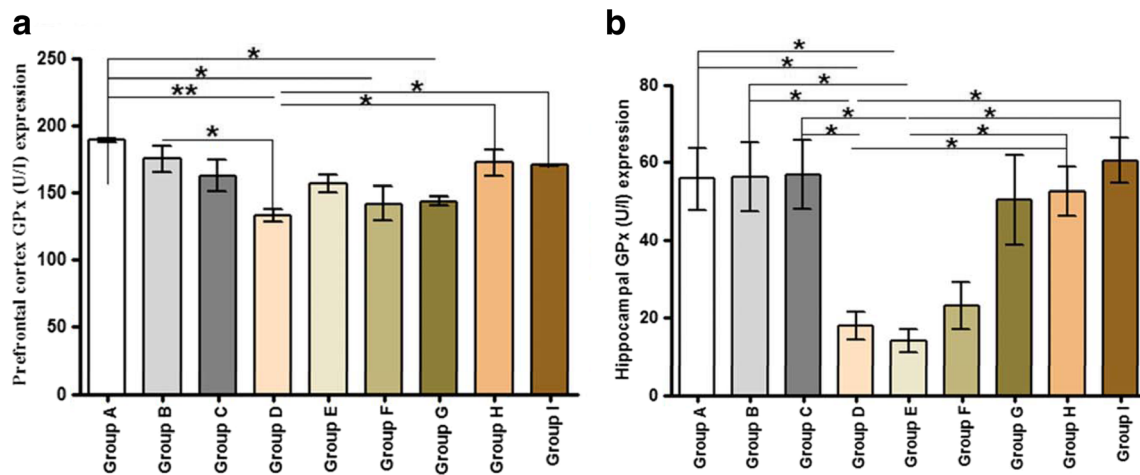 a
Prefrontal cortex GPx (U/I) expression
250
200
150
100
50
0
*
*
**
*
*
*
Group A
Group B
Group C
Group D
Group E
Group F
Group G
Group H
Group I
b
Hippocampal GPx (U/I) expression
80
60
40
20
0
*
*
*
*
*
*
*
*
*
Group A
Group B
Group C
Group D
Group E
Group F
Group G
Group H
Group I